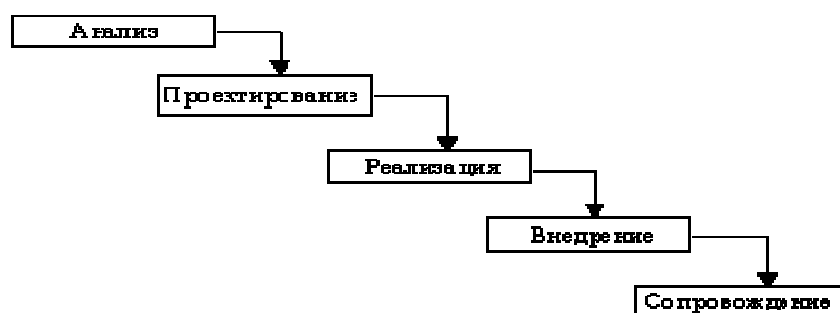 Анализ
Проектирование
Реализация
Внедрение
Сопровождение